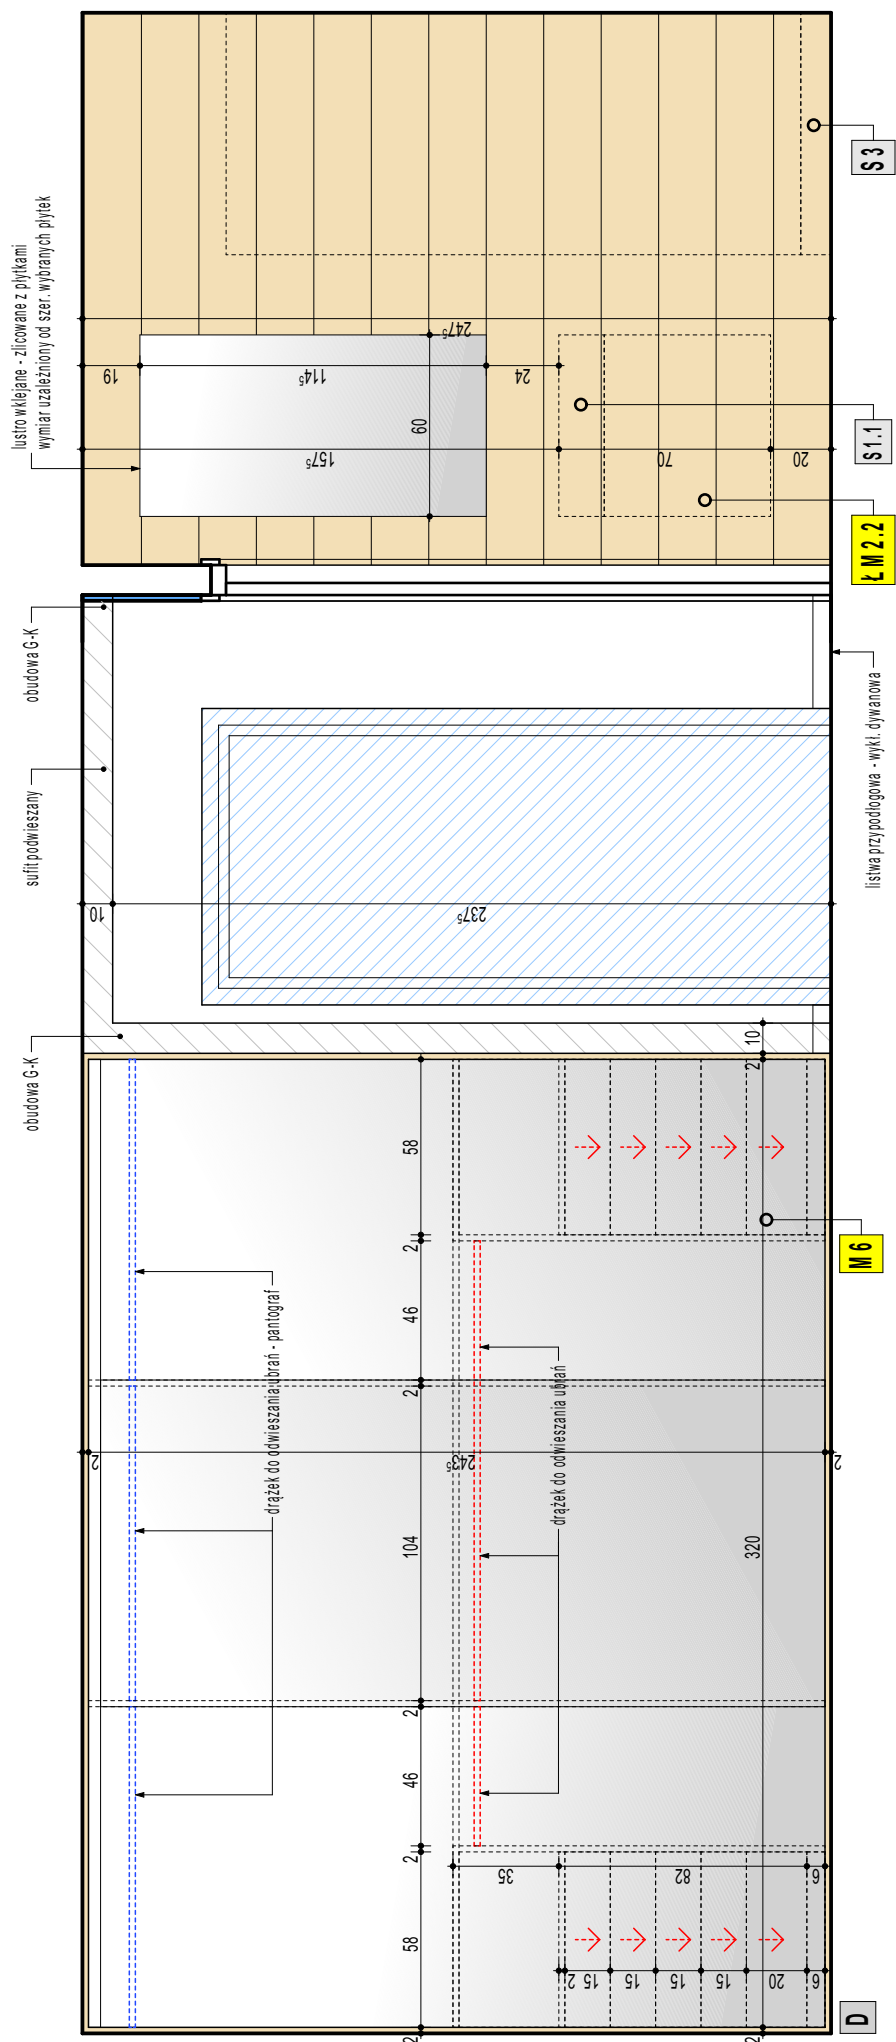 lustro wklejane - zlicowane z płytkami
wymiar uzależniony od szer. wybranych płytek
obudowa G-K
sufit podwieszany
obudowa G-K
listwa przypodłogowa - wykł. dywanowa
drążek do odwieszania ubrań - pantograf
drążek do odwieszania ubrań
S 3
S 1.1
Ł M 2.2
M 6
D
19
114⁵
24
247⁵
60
157⁵
70
20
10
237⁵
10
2
58
2
46
2
104
2
46
2
58
2
2
243⁵
2
320
2
35
82
6
2
15
15
15
15
20
6